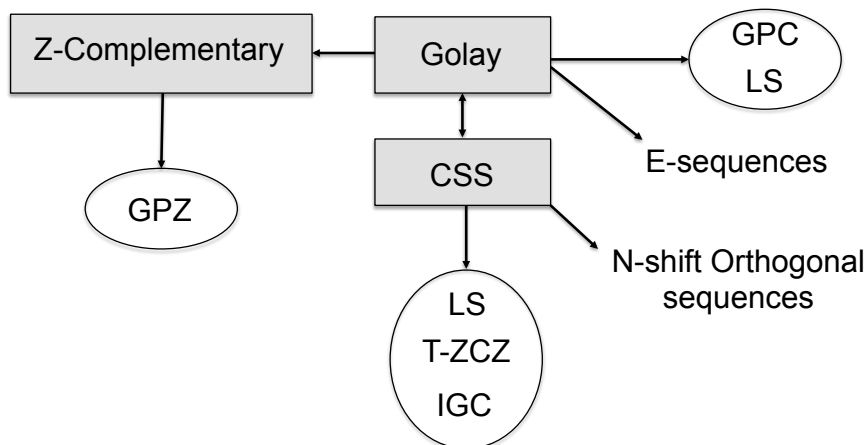 Z-Complementary
Golay
GPC
LS
E-sequences
CSS
GPZ
N-shift Orthogonal
sequences
LS
T-ZCZ
IGC